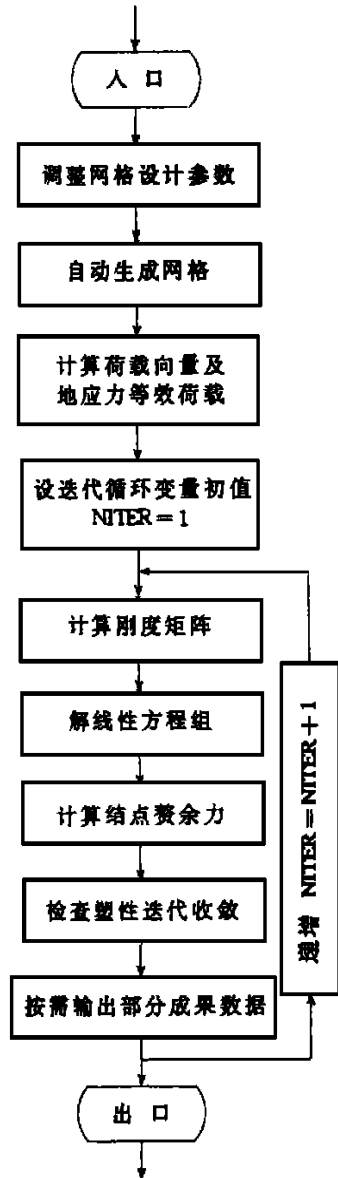 入 口
调整网格设计参数
自动生成网格
计算荷载向量及
地应力等效荷载
设迭代循环变量初值
NITER=1
计算刚度矩阵
解线性方程组
计算结点赘余力
检查塑性迭代收敛
按需输出部分成果数据
出 口
递增 NITER=NITER+1